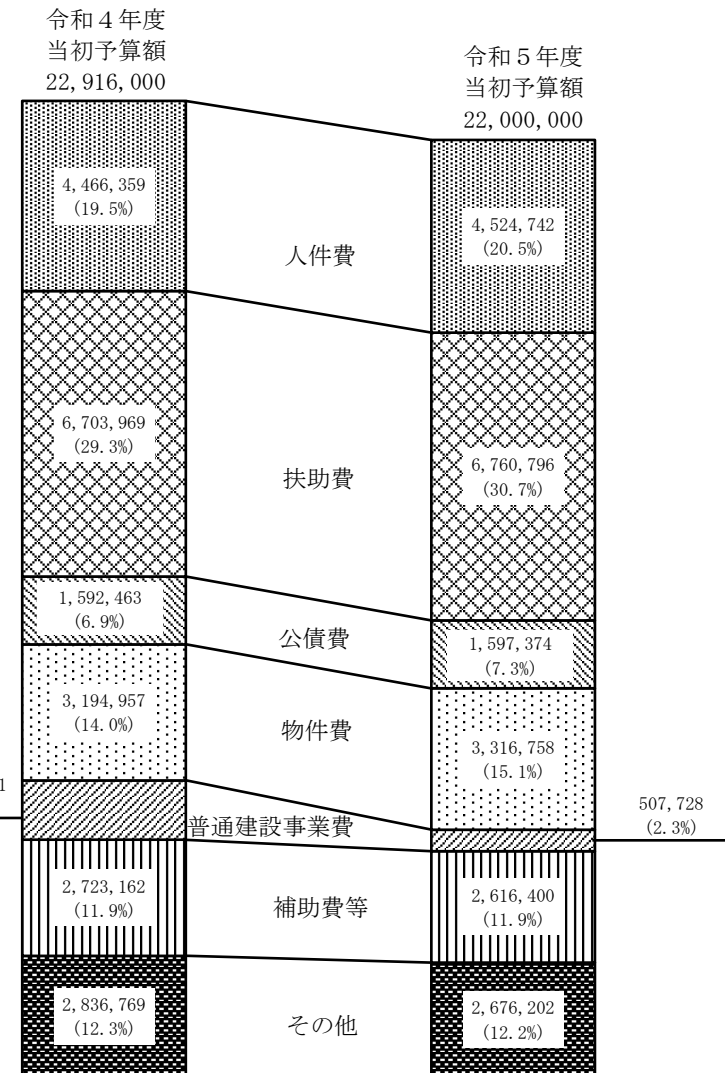 令和４年度
当初予算額
22,916,000
令和５年度
当初予算額
22,000,000
4,466,359
(19.5%)
人件費
4,524,742
(20.5%)
6,703,969
(29.3%)
扶助費
6,760,796
(30.7%)
1,592,463
(6.9%)
公債費
1,597,374
(7.3%)
3,194,957
(14.0%)
物件費
3,316,758
(15.1%)
1
普通建設事業費
507,728
(2.3%)
2,723,162
(11.9%)
補助費等
2,616,400
(11.9%)
2,836,769
(12.3%)
その他
2,676,202
(12.2%)